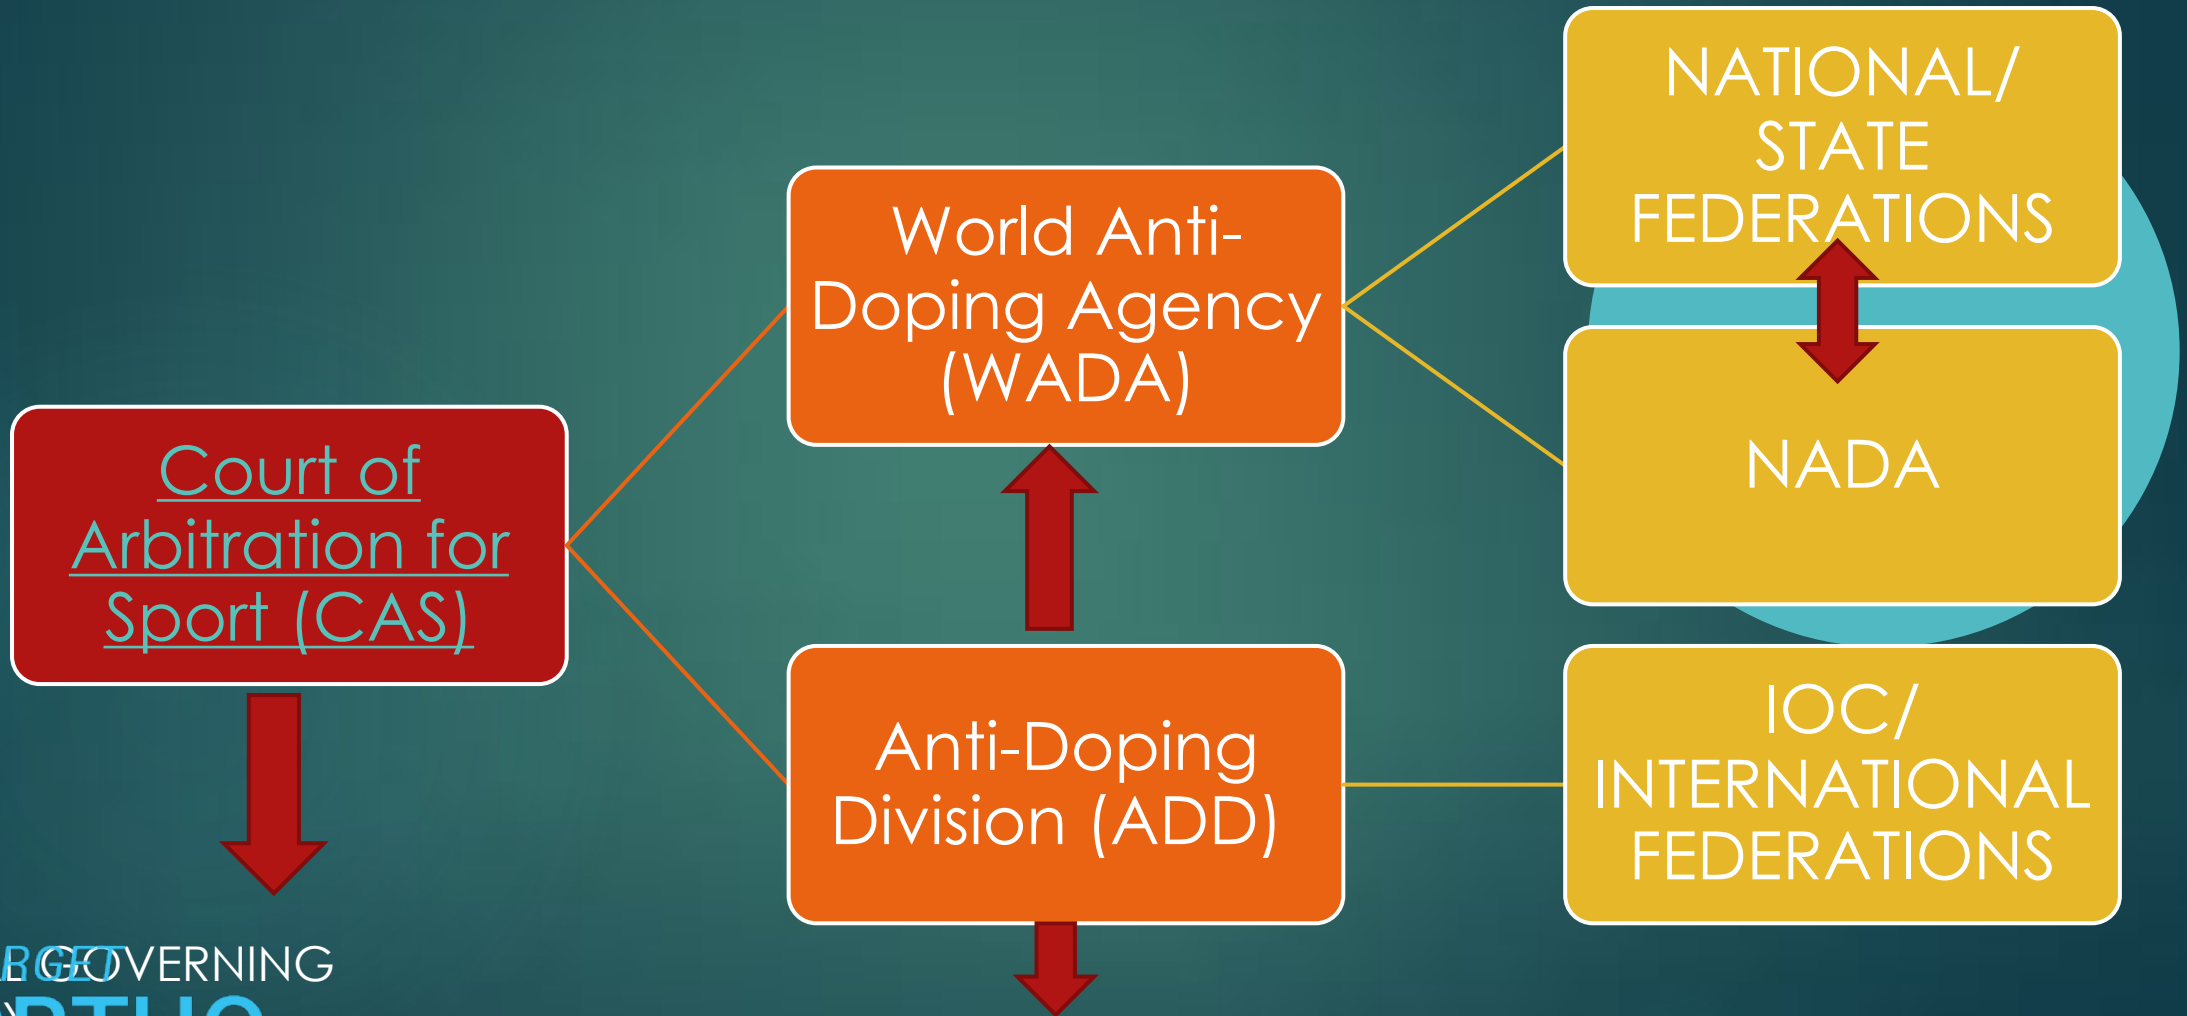 Court of
Arbitration for
Sport (CAS)
World Anti-
Doping Agency
(WADA)
Anti-Doping
Division (ADD)
NATIONAL/
STATE
FEDERATIONS
NADA
IOC/
INTERNATIONAL
FEDERATIONS
GOVERNING